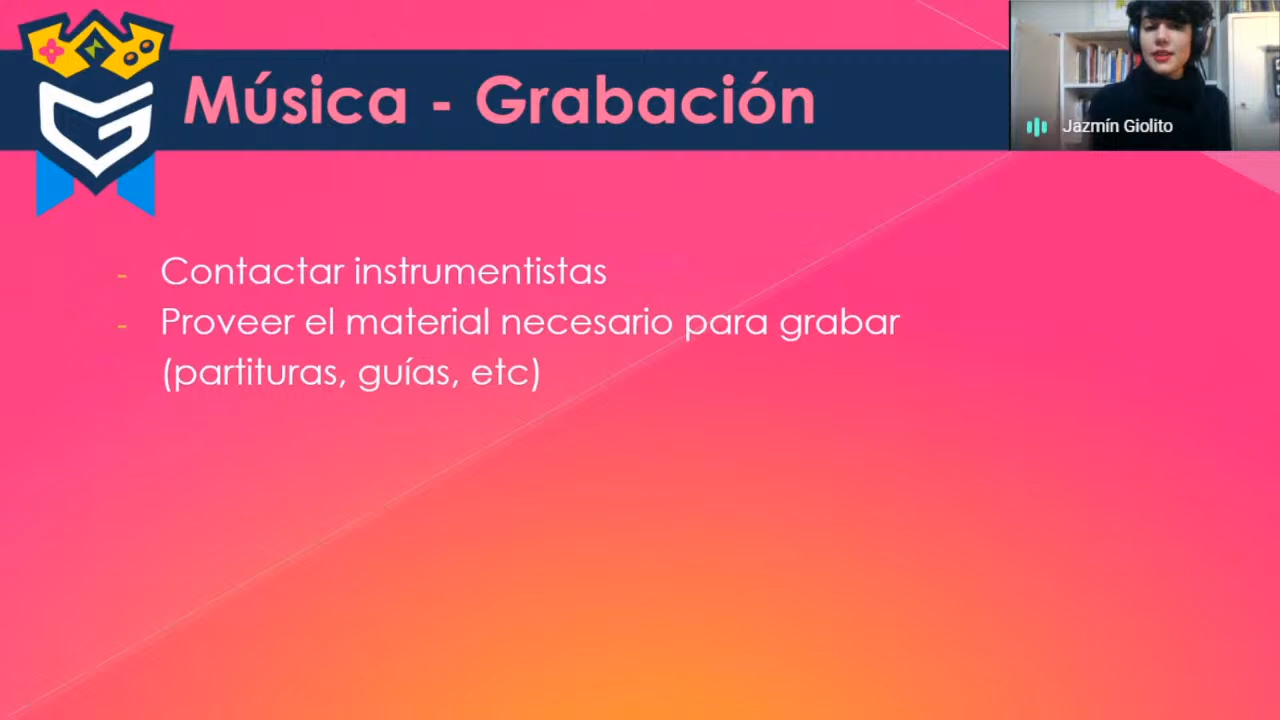 Música - Grabación
Jazmín Giolito
- Contactar instrumentistas
- Proveer el material necesario para grabar
(partituras, guías, etc)